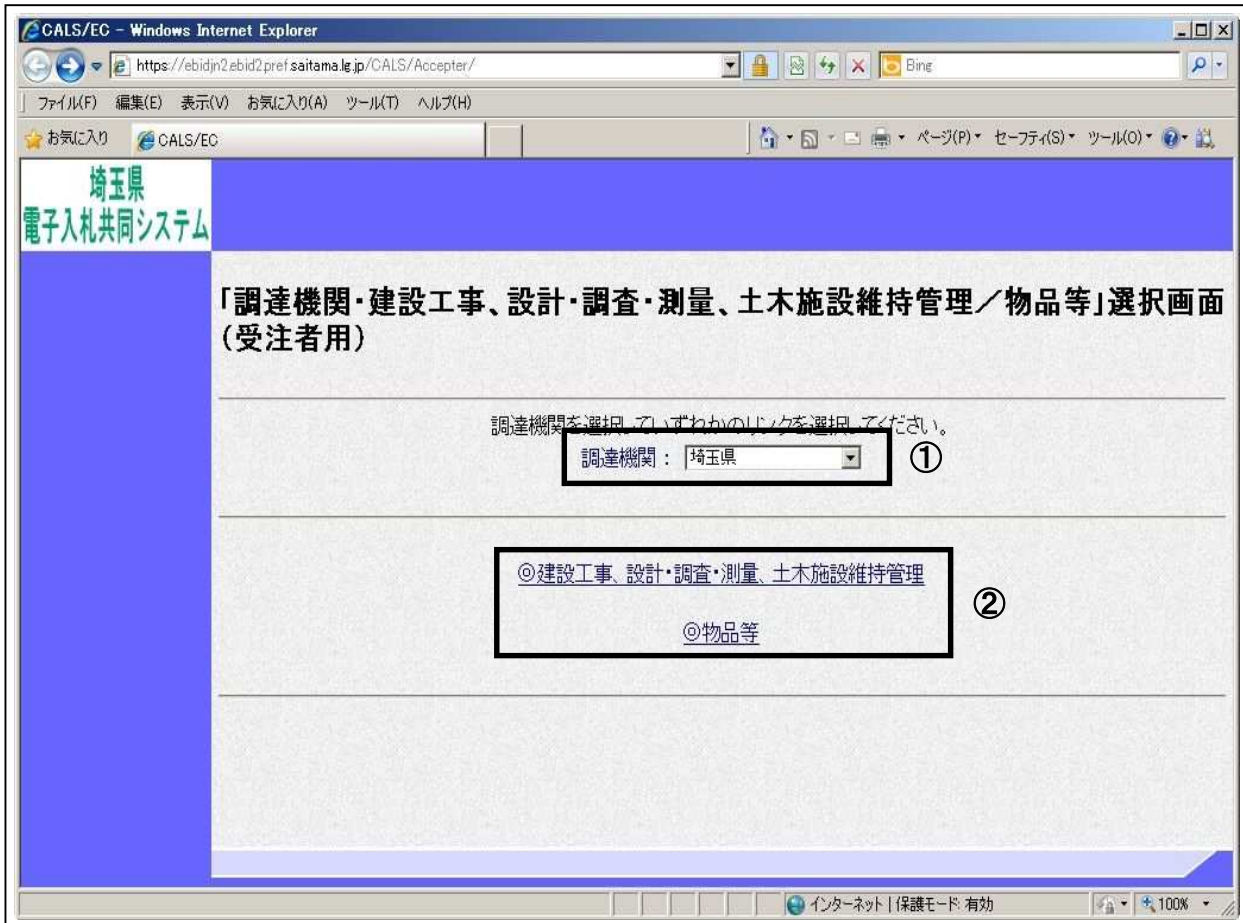 CALS/EC - Windows Internet Explorer
https://ebidjn2.ebid2.pref.saitama.lg.jp/CALS/Accepter/
Bing
ファイル(F) 編集(E) 表示(V) お気に入り(A) ツール(T) ヘルプ(H)
お気に入り CALS/EC ページ(P) セーフティ(S) ツール(O)
埼玉県
電子入札共同システム
「調達機関・建設工事、設計・調査・測量、土木施設維持管理／物品等」選択画面
（受注者用）
調達機関を選択していずれかのリンクを選択してください。
調達機関： 埼玉県 ①
◎建設工事、設計・調査・測量、土木施設維持管理
②
◎物品等
インターネット | 保護モード: 有効 100%